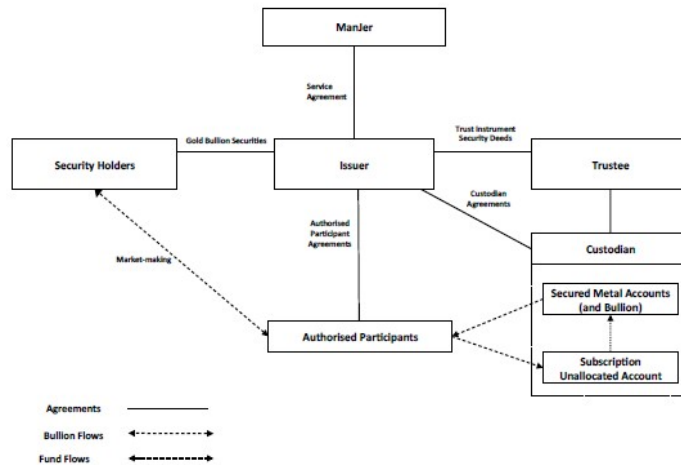 ManJer
Service
Agreement
Gold Bullion Securities
Trust Instrument
Security Deeds
Security Holders
Issuer
Trustee
Custodian
Agreements
Authorised
Participant
Agreements
Custodian
Market-making
Secured Metal Accounts
(and Bullion)
Authorised Participants
Subscription
Unallocated Account
Agreements
Bullion Flows
Fund Flows